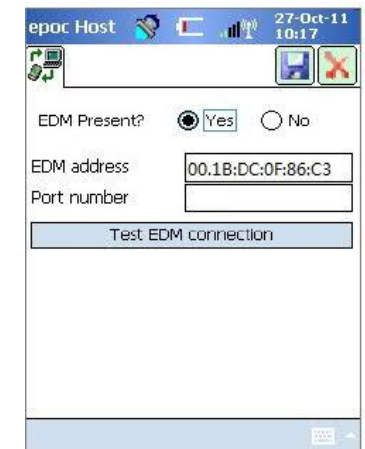 epoc Host 27-Oct-11
10:17
EDM Present? Yes No
EDM address 00.1B:DC:0F:86:C3
Port number
Test EDM connection